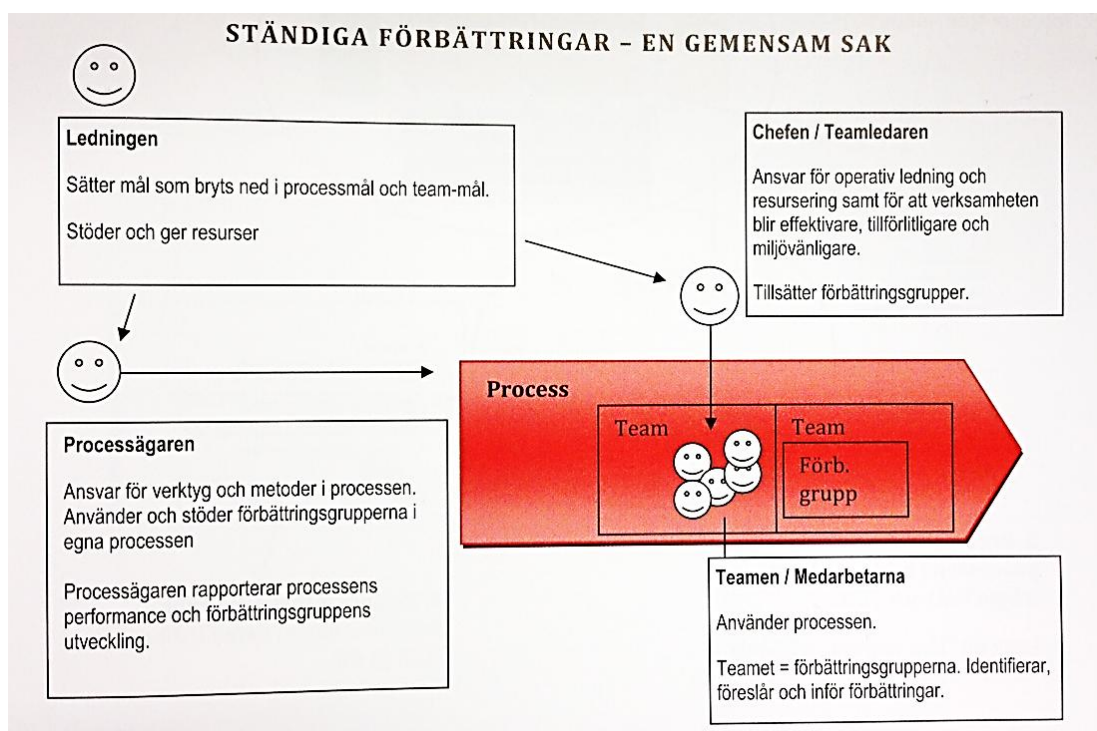 STÄNDIGA FÖRBÄTTRINGAR – EN GEMENSAM SAK
Ledningen
Sätter mål som bryts ned i processmål och team-mål.
Stöder och ger resurser
Chefen / Teamledaren
Ansvar för operativ ledning och
resursering samt för att verksamheten
blir effektivare, tillförlitligare och
miljövänligare.
Tillsätter förbättringsgrupper.
Process
Team
Team
Förb.
grupp
Processägaren
Ansvar för verktyg och metoder i processen.
Använder och stöder förbättringsgrupperna i
egna processen
Processägaren rapporterar processens
performance och förbättringsgruppens
utveckling.
Teamen / Medarbetarna
Använder processen.
Teamet = förbättringsgrupperna. Identifierar,
föreslår och inför förbättringar.